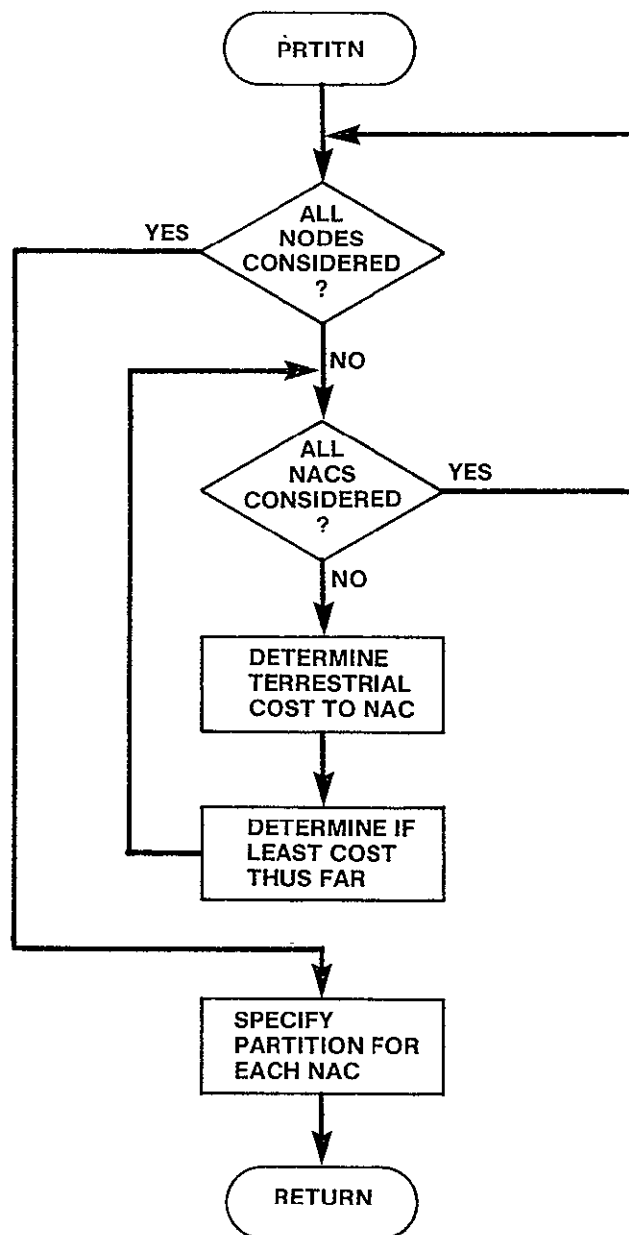 PRTITN
ALL
NODES
CONSIDERED
?
YES
NO
ALL
NACS
CONSIDERED
?
YES
NO
DETERMINE
TERRESTRIAL
COST TO NAC
DETERMINE IF
LEAST COST
THUS FAR
SPECIFY
PARTITION FOR
EACH NAC
RETURN